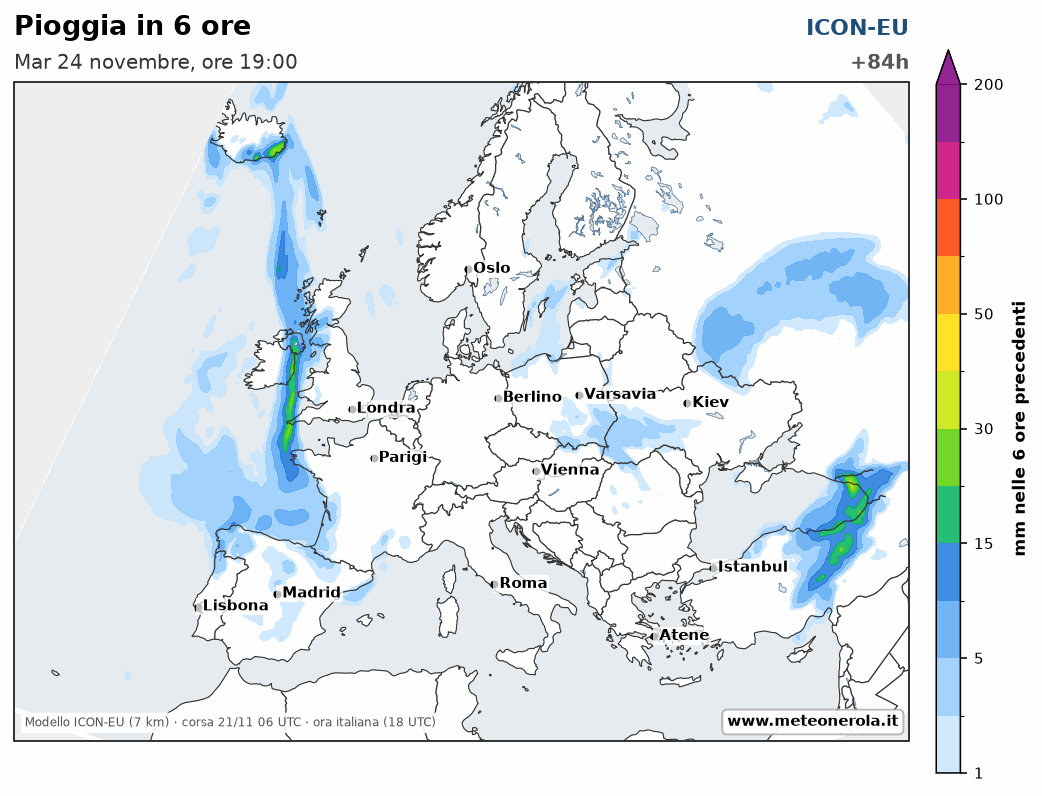 Pioggia in 6 ore
ICON-EU
Mar 24 novembre, ore 19:00
+84h
200
100
50
30
15
5
1
mm nelle 6 ore precedenti
Oslo
Londra
Berlino
Varsavia
Kiev
Parigi
Vienna
Istanbul
Roma
Madrid
Lisbona
Atene
Modello ICON-EU (7 km) · corsa 21/11 06 UTC · ora italiana (18 UTC)
www.meteonerola.it